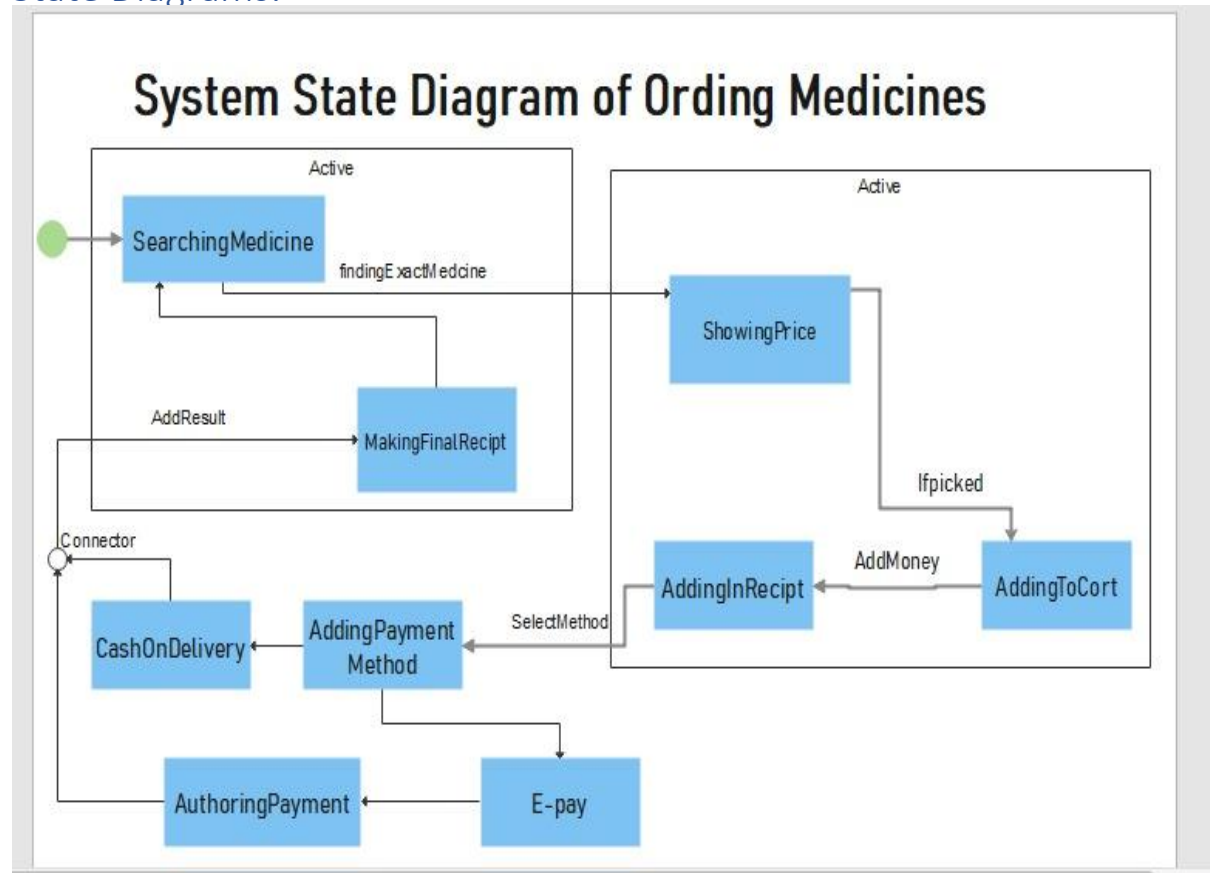 State Diagrams:
System State Diagram of Ording Medicines
Active
Active
SearchingMedicine
findingExactMedcine
ShowingPrice
AddResult
MakingFinalRecipt
Ifpicked
Connector
AddMoney
AddingInRecipt
AddingToCort
SelectMethod
CashOnDelivery
AddingPayment
Method
AuthoringPayment
E-pay